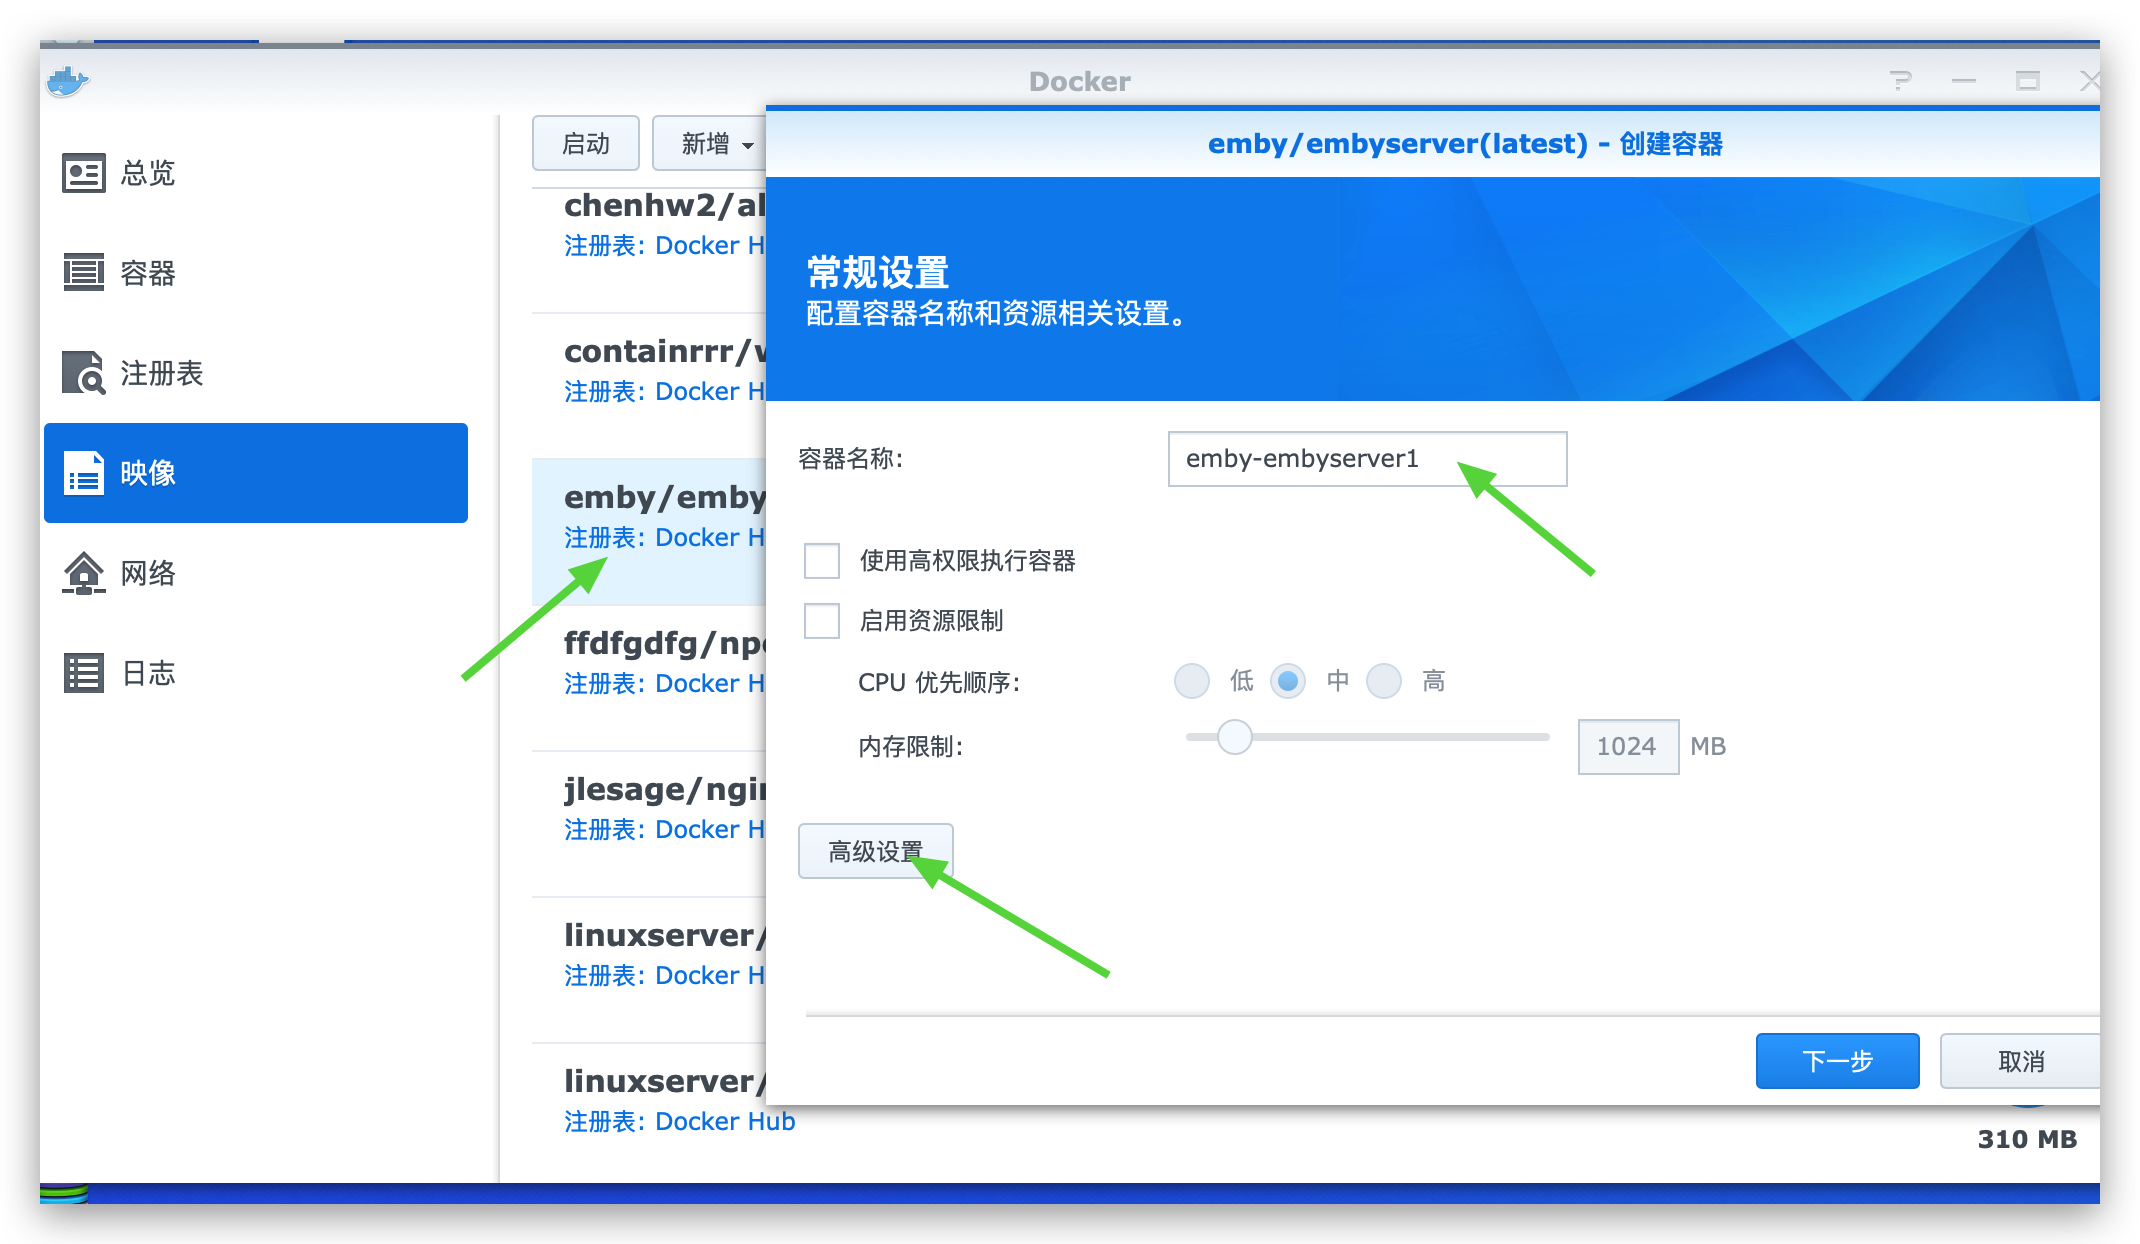 Docker
总览
容器
注册表
映像
网络
日志
启动
新增
chenhw2/al
注册表: Docker H
containrrr/
注册表: Docker H
emby/emby
注册表: Docker H
ffdfgdfg/np
注册表: Docker H
jlesage/ngi
注册表: Docker H
linuxserver/
注册表: Docker H
linuxserver/
注册表: Docker Hub
310 MB
emby/embyserver(latest) - 创建容器
常规设置
配置容器名称和资源相关设置。
容器名称:
emby-embyserver1
使用高权限执行容器
启用资源限制
CPU 优先顺序:
低 中 高
内存限制:
1024 MB
高级设置
下一步
取消